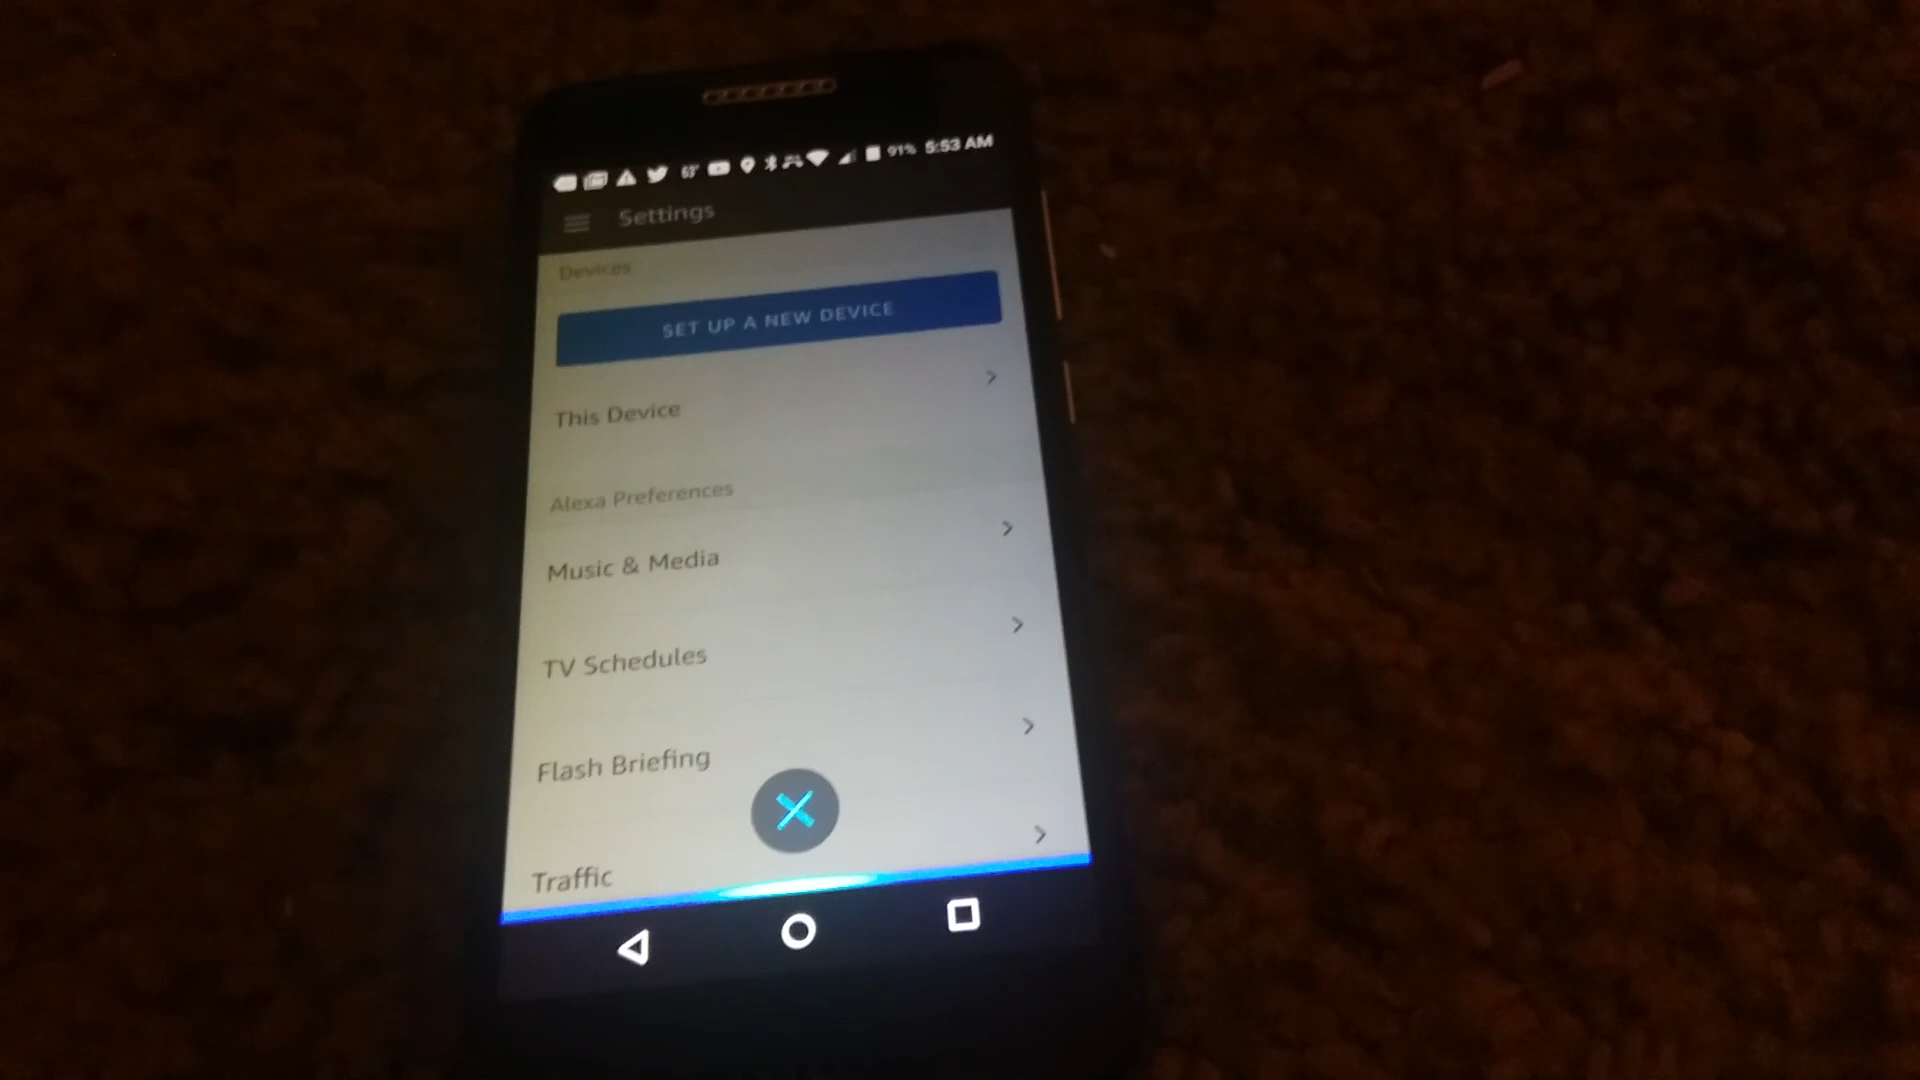 63° 91% 5:53 AM
Settings
Devices
SET UP A NEW DEVICE
This Device
Alexa Preferences
Music & Media
TV Schedules
Flash Briefing
Traffic